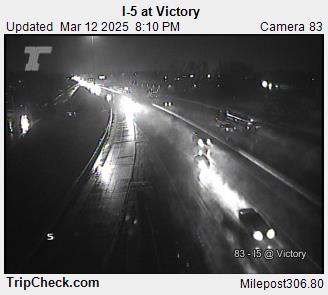 I-5 at Victory
Updated Mar 12 2025 8:10 PM Camera 83
T
S
83 - I5 @ Victory
TripCheck.com Milepost306.80